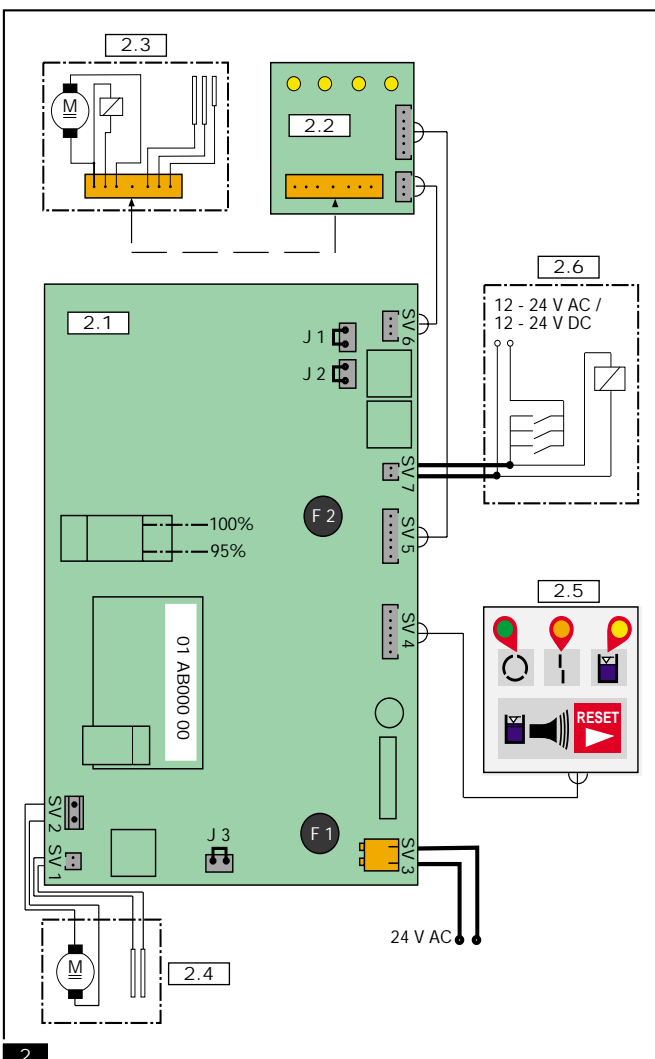 2.3
M
2.2
2.1
J 1
J 2
SV 6
2.6
12 - 24 V AC /
12 - 24 V DC
SV 7
F 2
SV 5
100%
95%
2.5
SV 4
01 AB000 00
RESET
SV 2
SV 1
J 3
F 1
SV 3
24 V AC
M
2.4
2